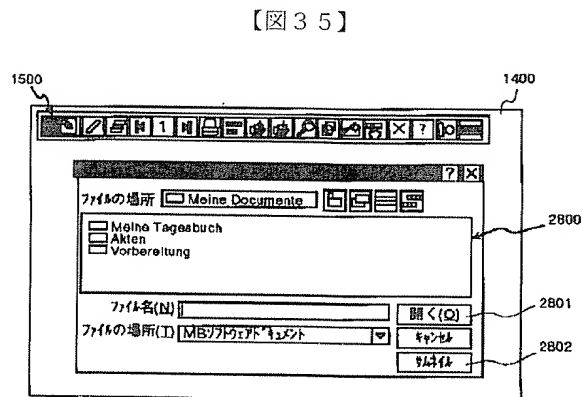 【図３５】
1500
1400
1
?
? ×
ファイルの場所 Meine Documente
2800
Meine Tagesbuch
Akten
Vorbereitung
ファイル名(N)
開く(O)
2801
ファイルの場所(T) MBソフトウェアドキュメント
キャンセル
サムネイル
2802